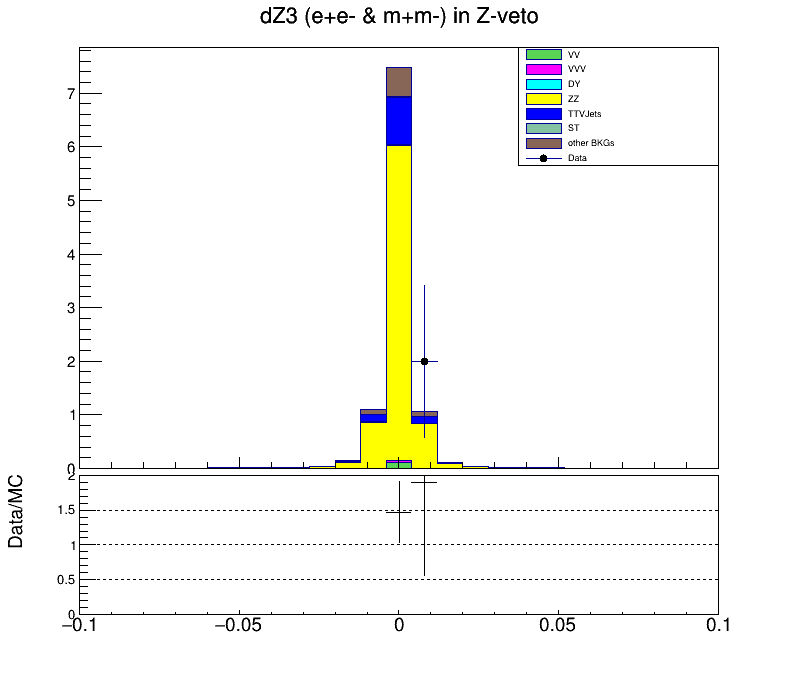 dZ3 (e+e- & m+m-) in Z-veto
VV
VVV
DY
ZZ
TTVJets
ST
other BKGs
Data
7
6
5
4
3
2
1
0
Data/MC
2
1.5
1
0.5
0
−0.1
−0.05
0
0.05
0.1